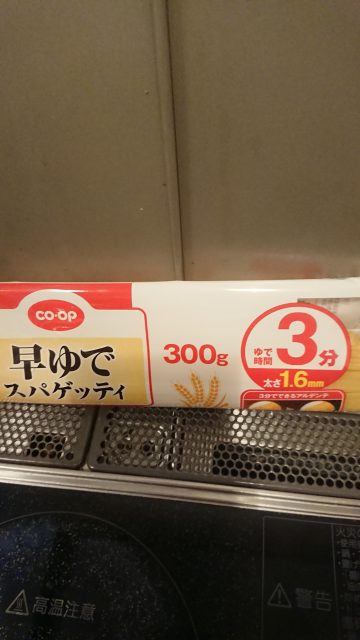 CO·OP
早ゆで
スパゲッティ
300g
ゆで時間
3分
太さ1.6mm
3分でできるアルデンテ
高温注意
警告